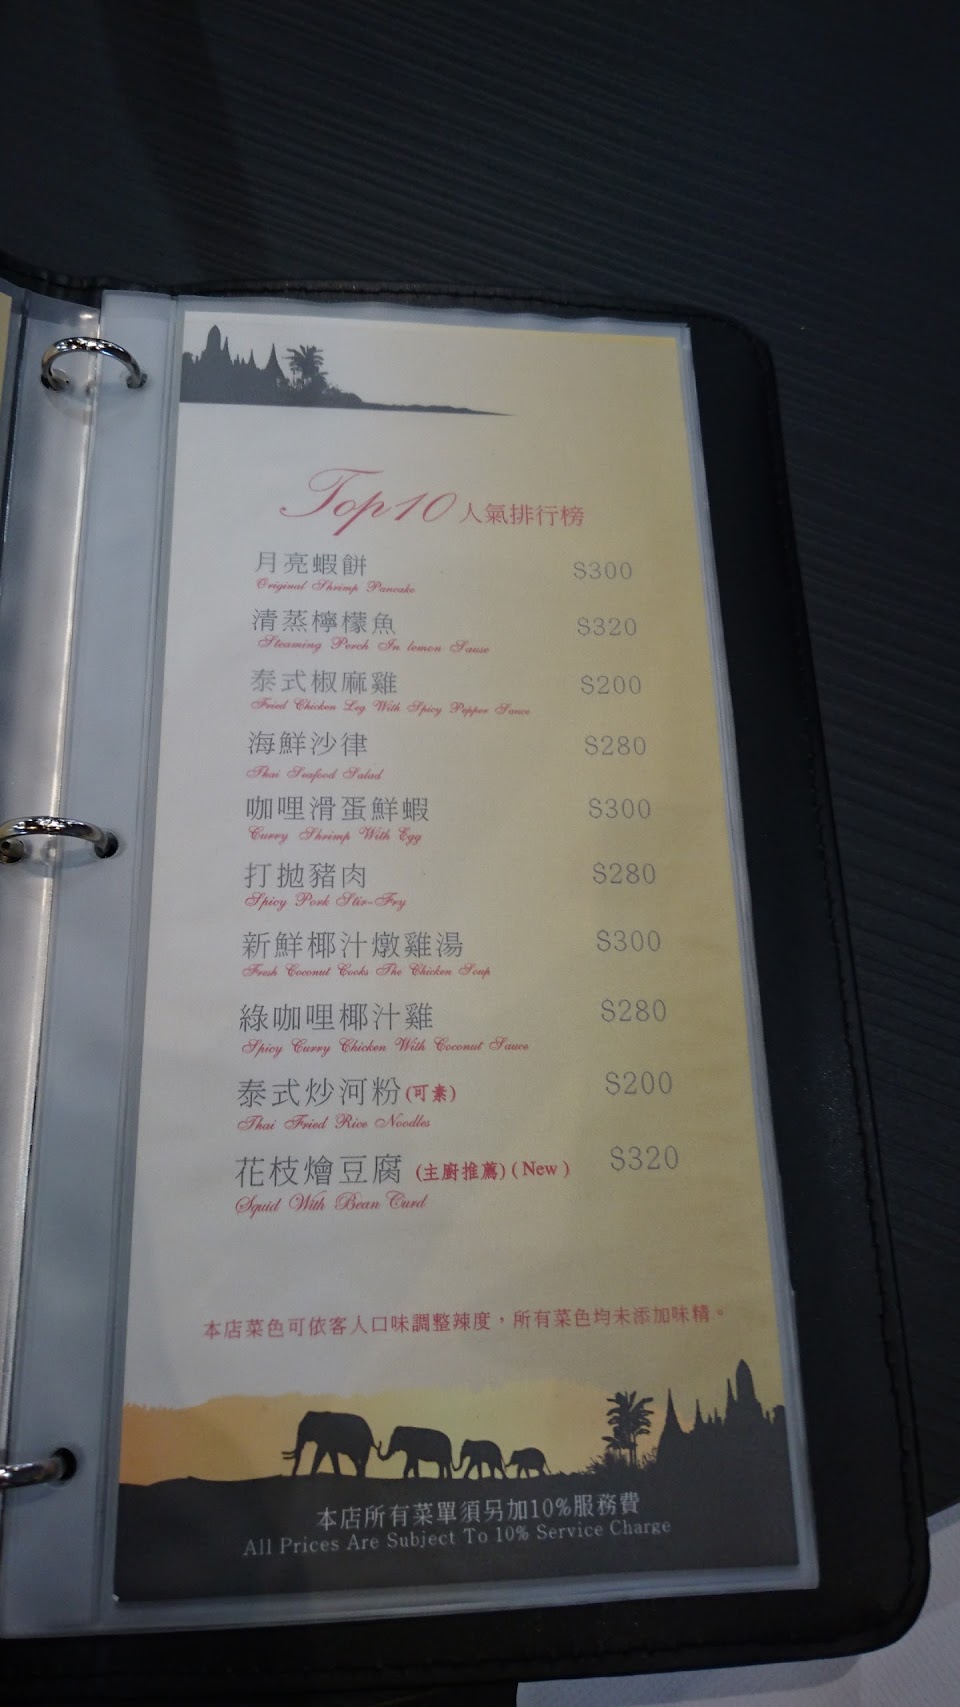 Top10 人氣排行榜
月亮蝦餅 $300
Original Shrimp Pancake
清蒸檸檬魚 $320
Steaming Perch In lemon Sause
泰式椒麻雞 $200
Fried Chicken Leg With Spicy Pepper Sauce
海鮮沙律 $280
Thai Seafood Salad
咖哩滑蛋鮮蝦 $300
Curry Shrimp With Egg
打拋豬肉 $280
Spicy Pork Stir-Fry
新鮮椰汁燉雞湯 $300
Fresh Coconut Cooks The Chicken Soup
綠咖哩椰汁雞 $280
Spicy Curry Chicken With Coconut Sauce
泰式炒河粉(可素) $200
Thai Fried Rice Noodles
花枝燴豆腐 (主廚推薦) (New) $320
Squid With Bean Curd
本店菜色可依客人口味調整辣度，所有菜色均未添加味精。
本店所有菜單須另加10%服務費
All Prices Are Subject To 10% Service Charge